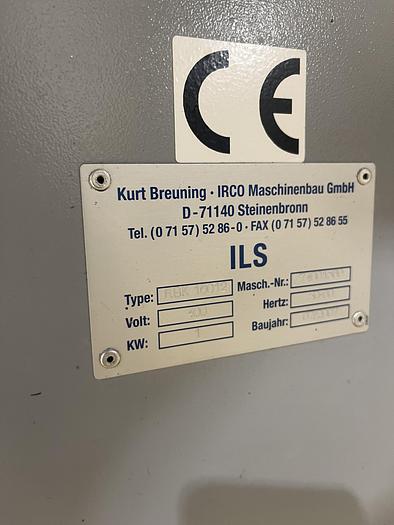 CE
Kurt Breuning · IRCO Maschinenbau GmbH
D-71140 Steinenbronn
Tel. (0 71 57) 52 86-0 · FAX (0 71 57) 52 86 55
ILS
Type:
Masch.-Nr.:
Volt:
Hertz:
KW: 1
Baujahr: